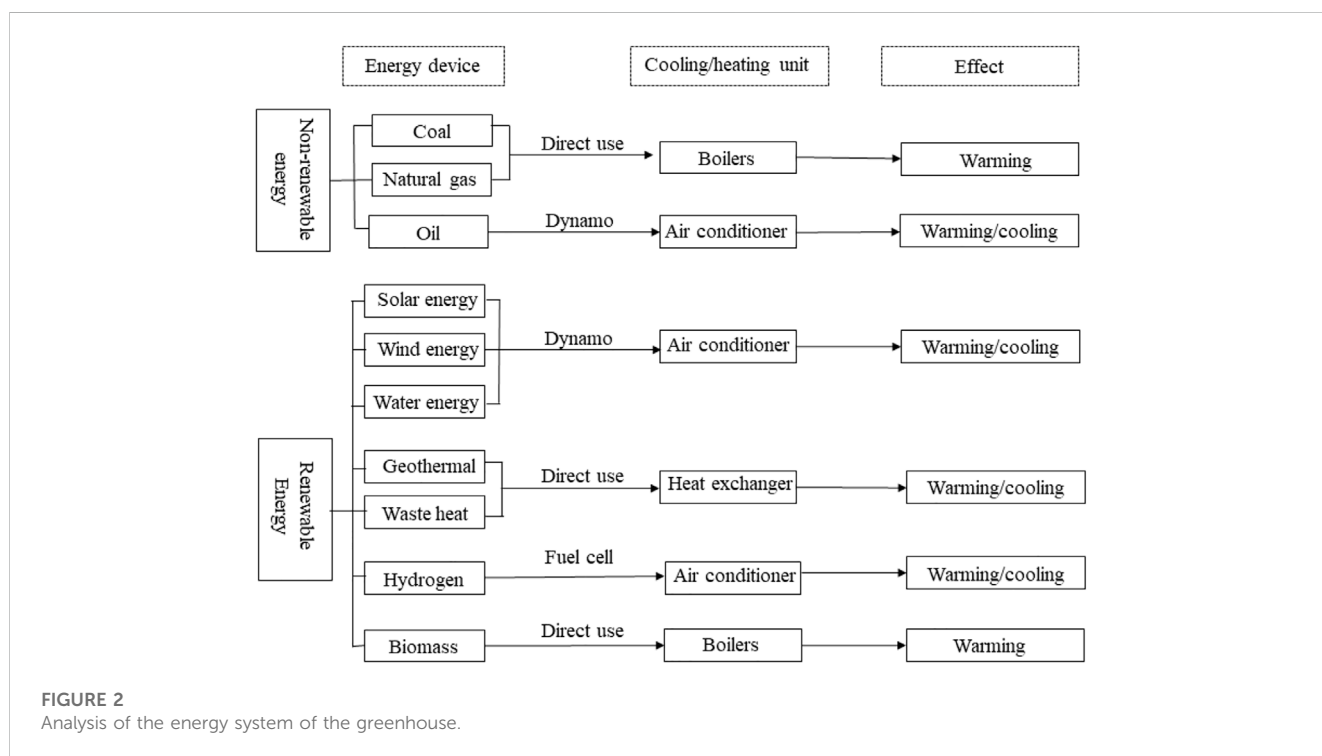 Energy device
Cooling/heating unit
Effect
Non-renewable
energy
Coal
Natural gas
Direct use
Boilers
Warming
Oil
Dynamo
Air conditioner
Warming/cooling
Renewable
Energy
Solar energy
Wind energy
Water energy
Dynamo
Air conditioner
Warming/cooling
Geothermal
Waste heat
Direct use
Heat exchanger
Warming/cooling
Hydrogen
Fuel cell
Air conditioner
Warming/cooling
Biomass
Direct use
Boilers
Warming
FIGURE 2
Analysis of the energy system of the greenhouse.